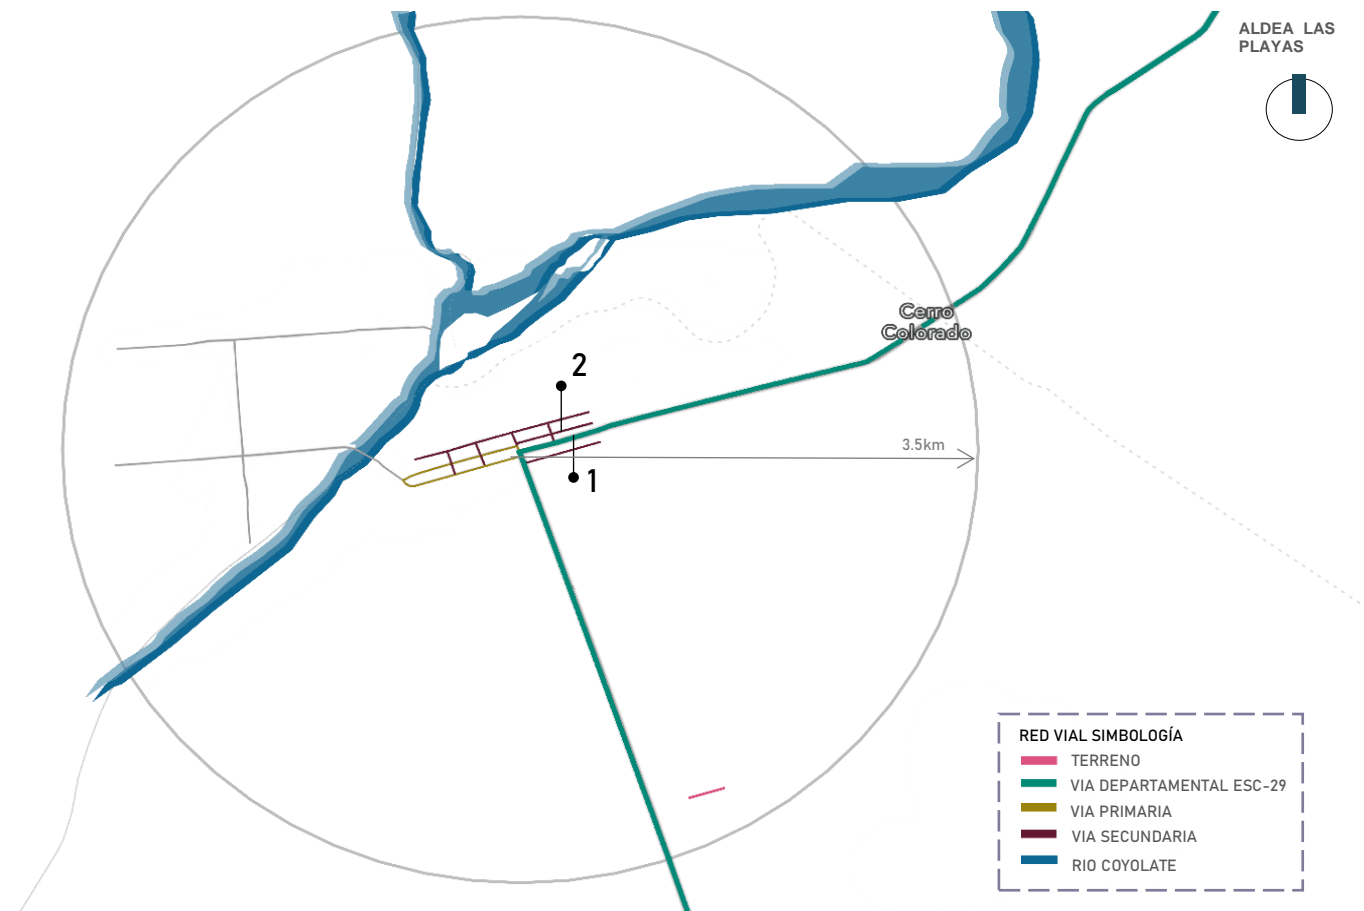 ALDEA LAS
PLAYAS
Cerro
Colorado
2
3.5km
1
RED VIAL SIMBOLOGÍA
TERRENO
VIA DEPARTAMENTAL ESC-29
VIA PRIMARIA
VIA SECUNDARIA
RIO COYOLATE